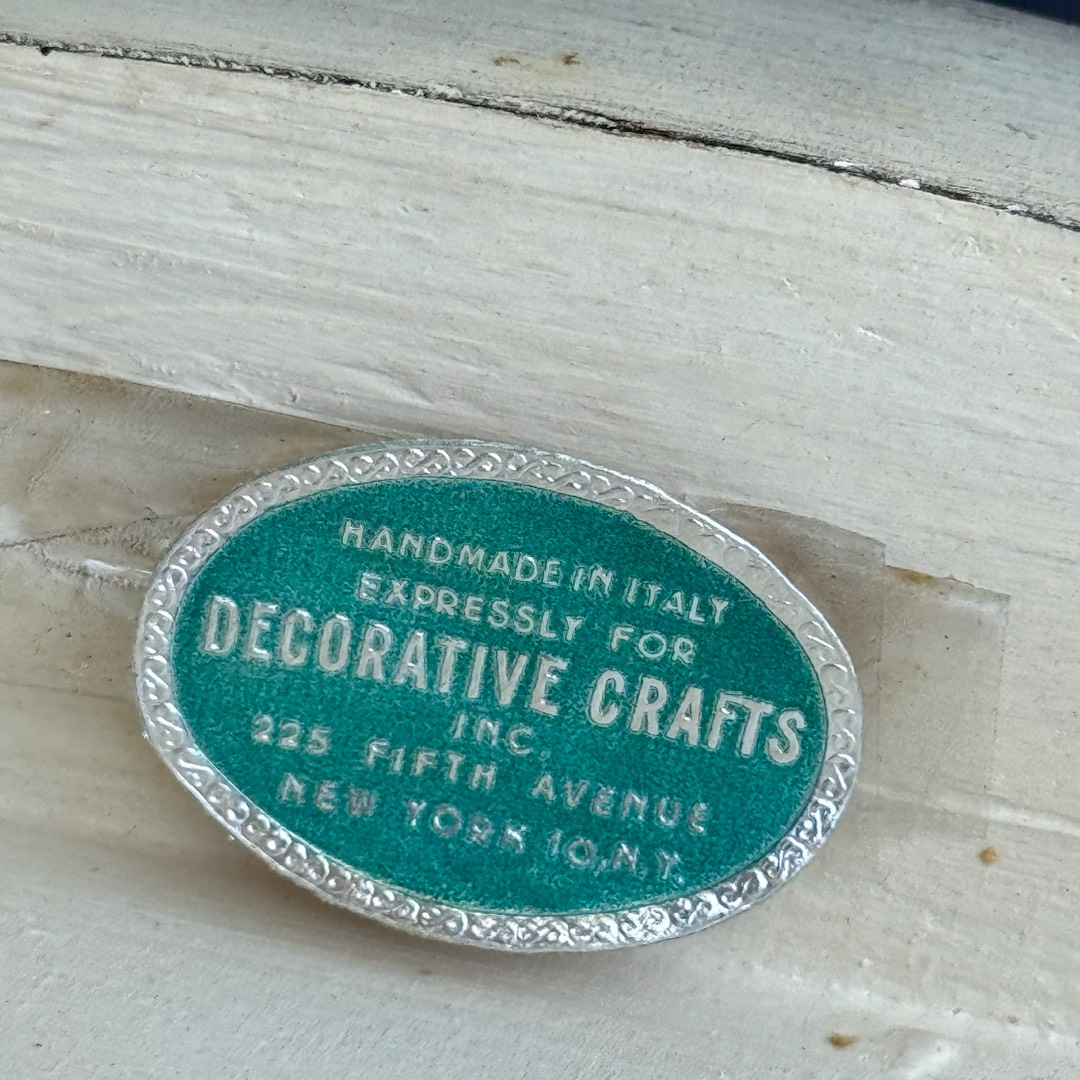 HANDMADE IN ITALY
EXPRESSLY FOR
DECORATIVE CRAFTS
INC.
225 FIFTH AVENUE
NEW YORK 10, N.Y.